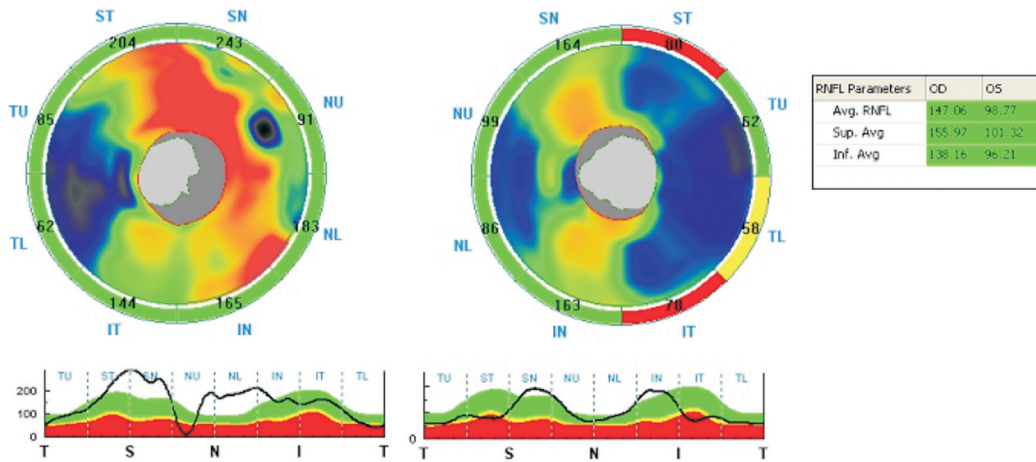 ST SN
204 243
TU NU
85 91
62 183
TL NL
144 165
IT IN
SN ST
164 80
NU TU
99 62
86 58
NL TL
163 70
IN IT
RNFL Parameters OD OS
Avg. RNFL 147.06 98.77
Sup. Avg 155.97 101.32
Inf. Avg 138.16 96.21
TU ST SN NU NL IN IT TL
200
100
0
T S N I T
TU ST SN NU NL IN IT TL
0
T S N I T